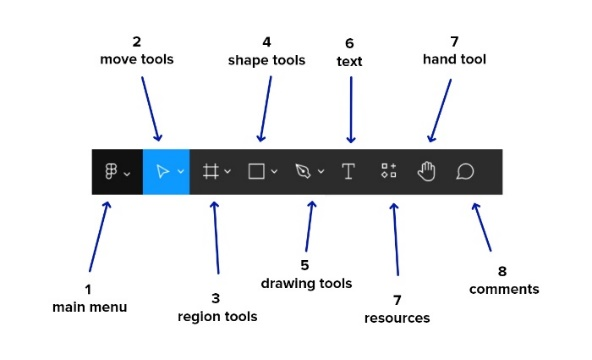 2
move tools
4
shape tools
6
text
7
hand tool
T
1
main menu
3
region tools
5
drawing tools
7
resources
8
comments